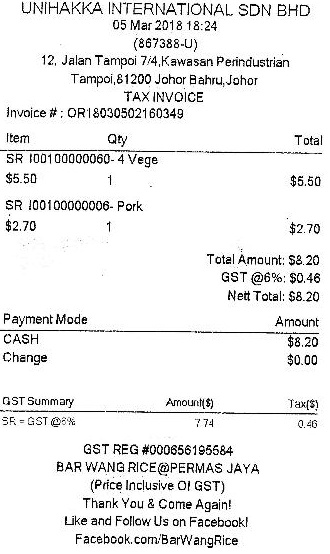 UNIHAKKA INTERNATIONAL SDN BHD
05 Mar 2018 18:24
(867388-U)
12, Jalan Tampoi 7/4,Kawasan Perindustrian
Tampoi,81200 Johor Bahru,Johor
TAX INVOICE
Invoice # : OR18030502160349
Item Qty Total
SR I00100000060- 4 Vege
$5.50 1 $5.50
SR I00100000006- Pork
$2.70 1 $2.70
Total Amount: $8.20
GST @6%: $0.46
Nett Total: $8.20
Payment Mode Amount
CASH $8.20
Change $0.00
GST Summary Amount($) Tax($)
SR = GST @6% 7.74 0.46
GST REG #000656195584
BAR WANG RICE@PERMAS JAYA
(Price Inclusive Of GST)
Thank You & Come Again!
Like and Follow Us on Facebook!
Facebook.com/BarWangRice